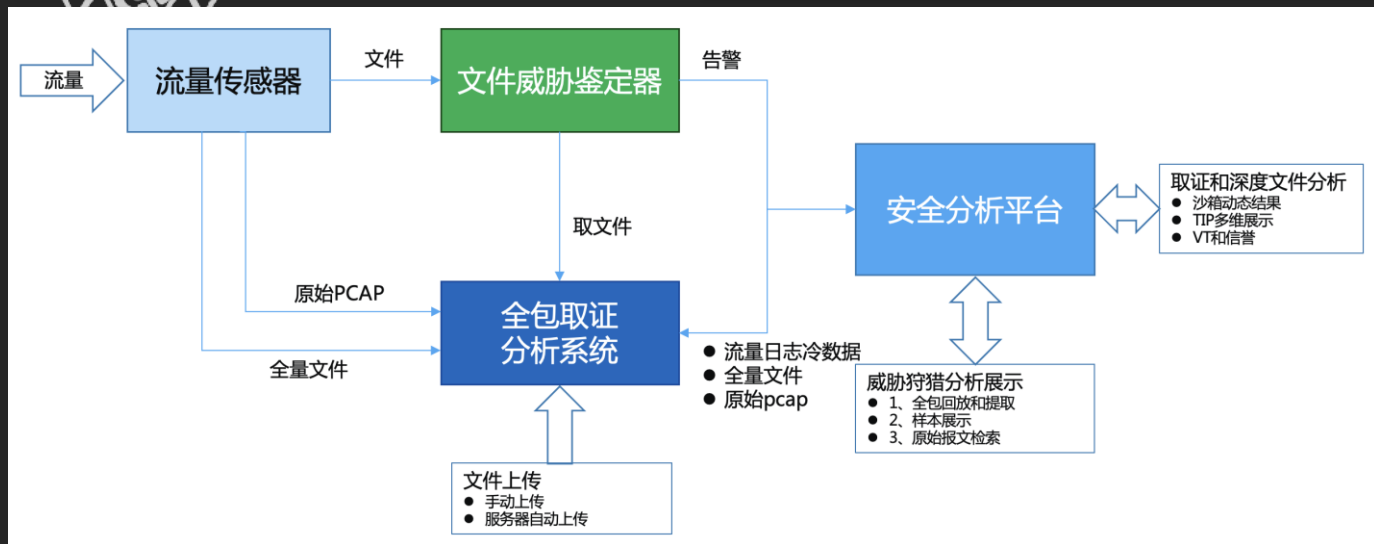 流量
流量传感器
文件
文件威胁鉴定器
告警
安全分析平台
取证和深度文件分析
● 沙箱动态结果
● TIP多维展示
● VT和信誉
取文件
原始PCAP
全量文件
全包取证
分析系统
● 流量日志冷数据
● 全量文件
● 原始pcap
威胁狩猎分析展示
● 1、全包回放和提取
● 2、样本展示
● 3、原始报文检索
文件上传
● 手动上传
● 服务器自动上传